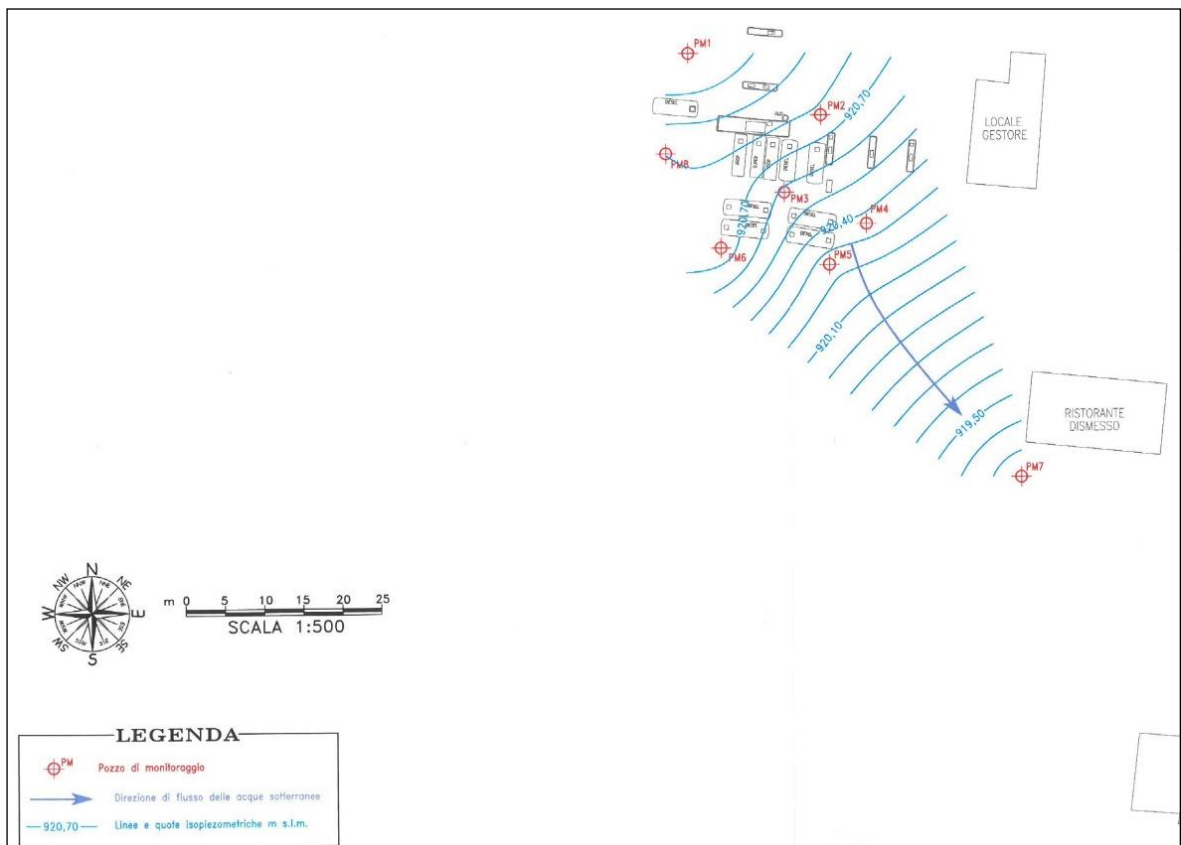 PM1
PM2
920,70
LOCALE
GESTORE
PM8
PM3
920,70
PM4
920,40
PM6
PM5
920,10
RISTORANTE
DISMESSO
919,50
PM7
N
NW
NE
W
E
SW
SE
S
m 0 5 10 15 20 25
SCALA 1:500
LEGENDA
PM Pozzo di monitoraggio
Direzione di flusso delle acque sotterranee
920,70 Linee e quote isopiezometriche m s.l.m.